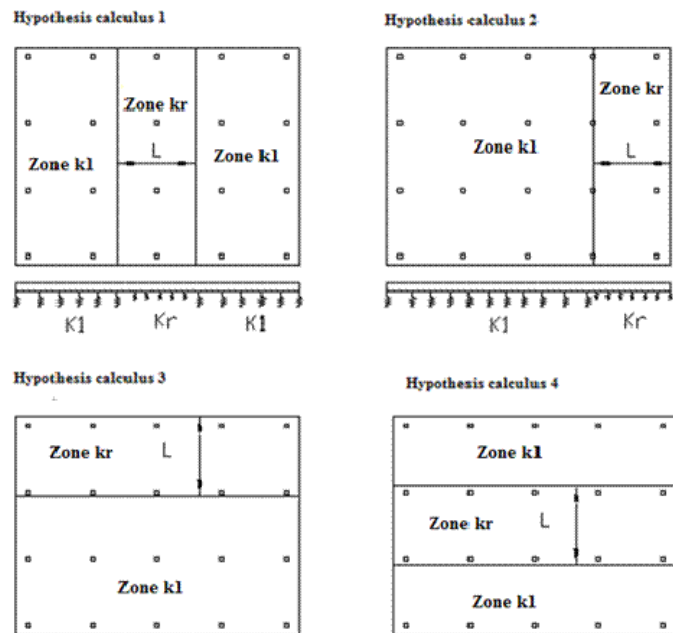 Hypothesis calculus 1
Zone kr
Zone k1
L
Zone k1
K1
Kr
K1
Hypothesis calculus 2
Zone kr
Zone k1
L
K1
Kr
Hypothesis calculus 3
Zone kr
L
Zone k1
Hypothesis calculus 4
Zone k1
Zone kr
L
Zone k1